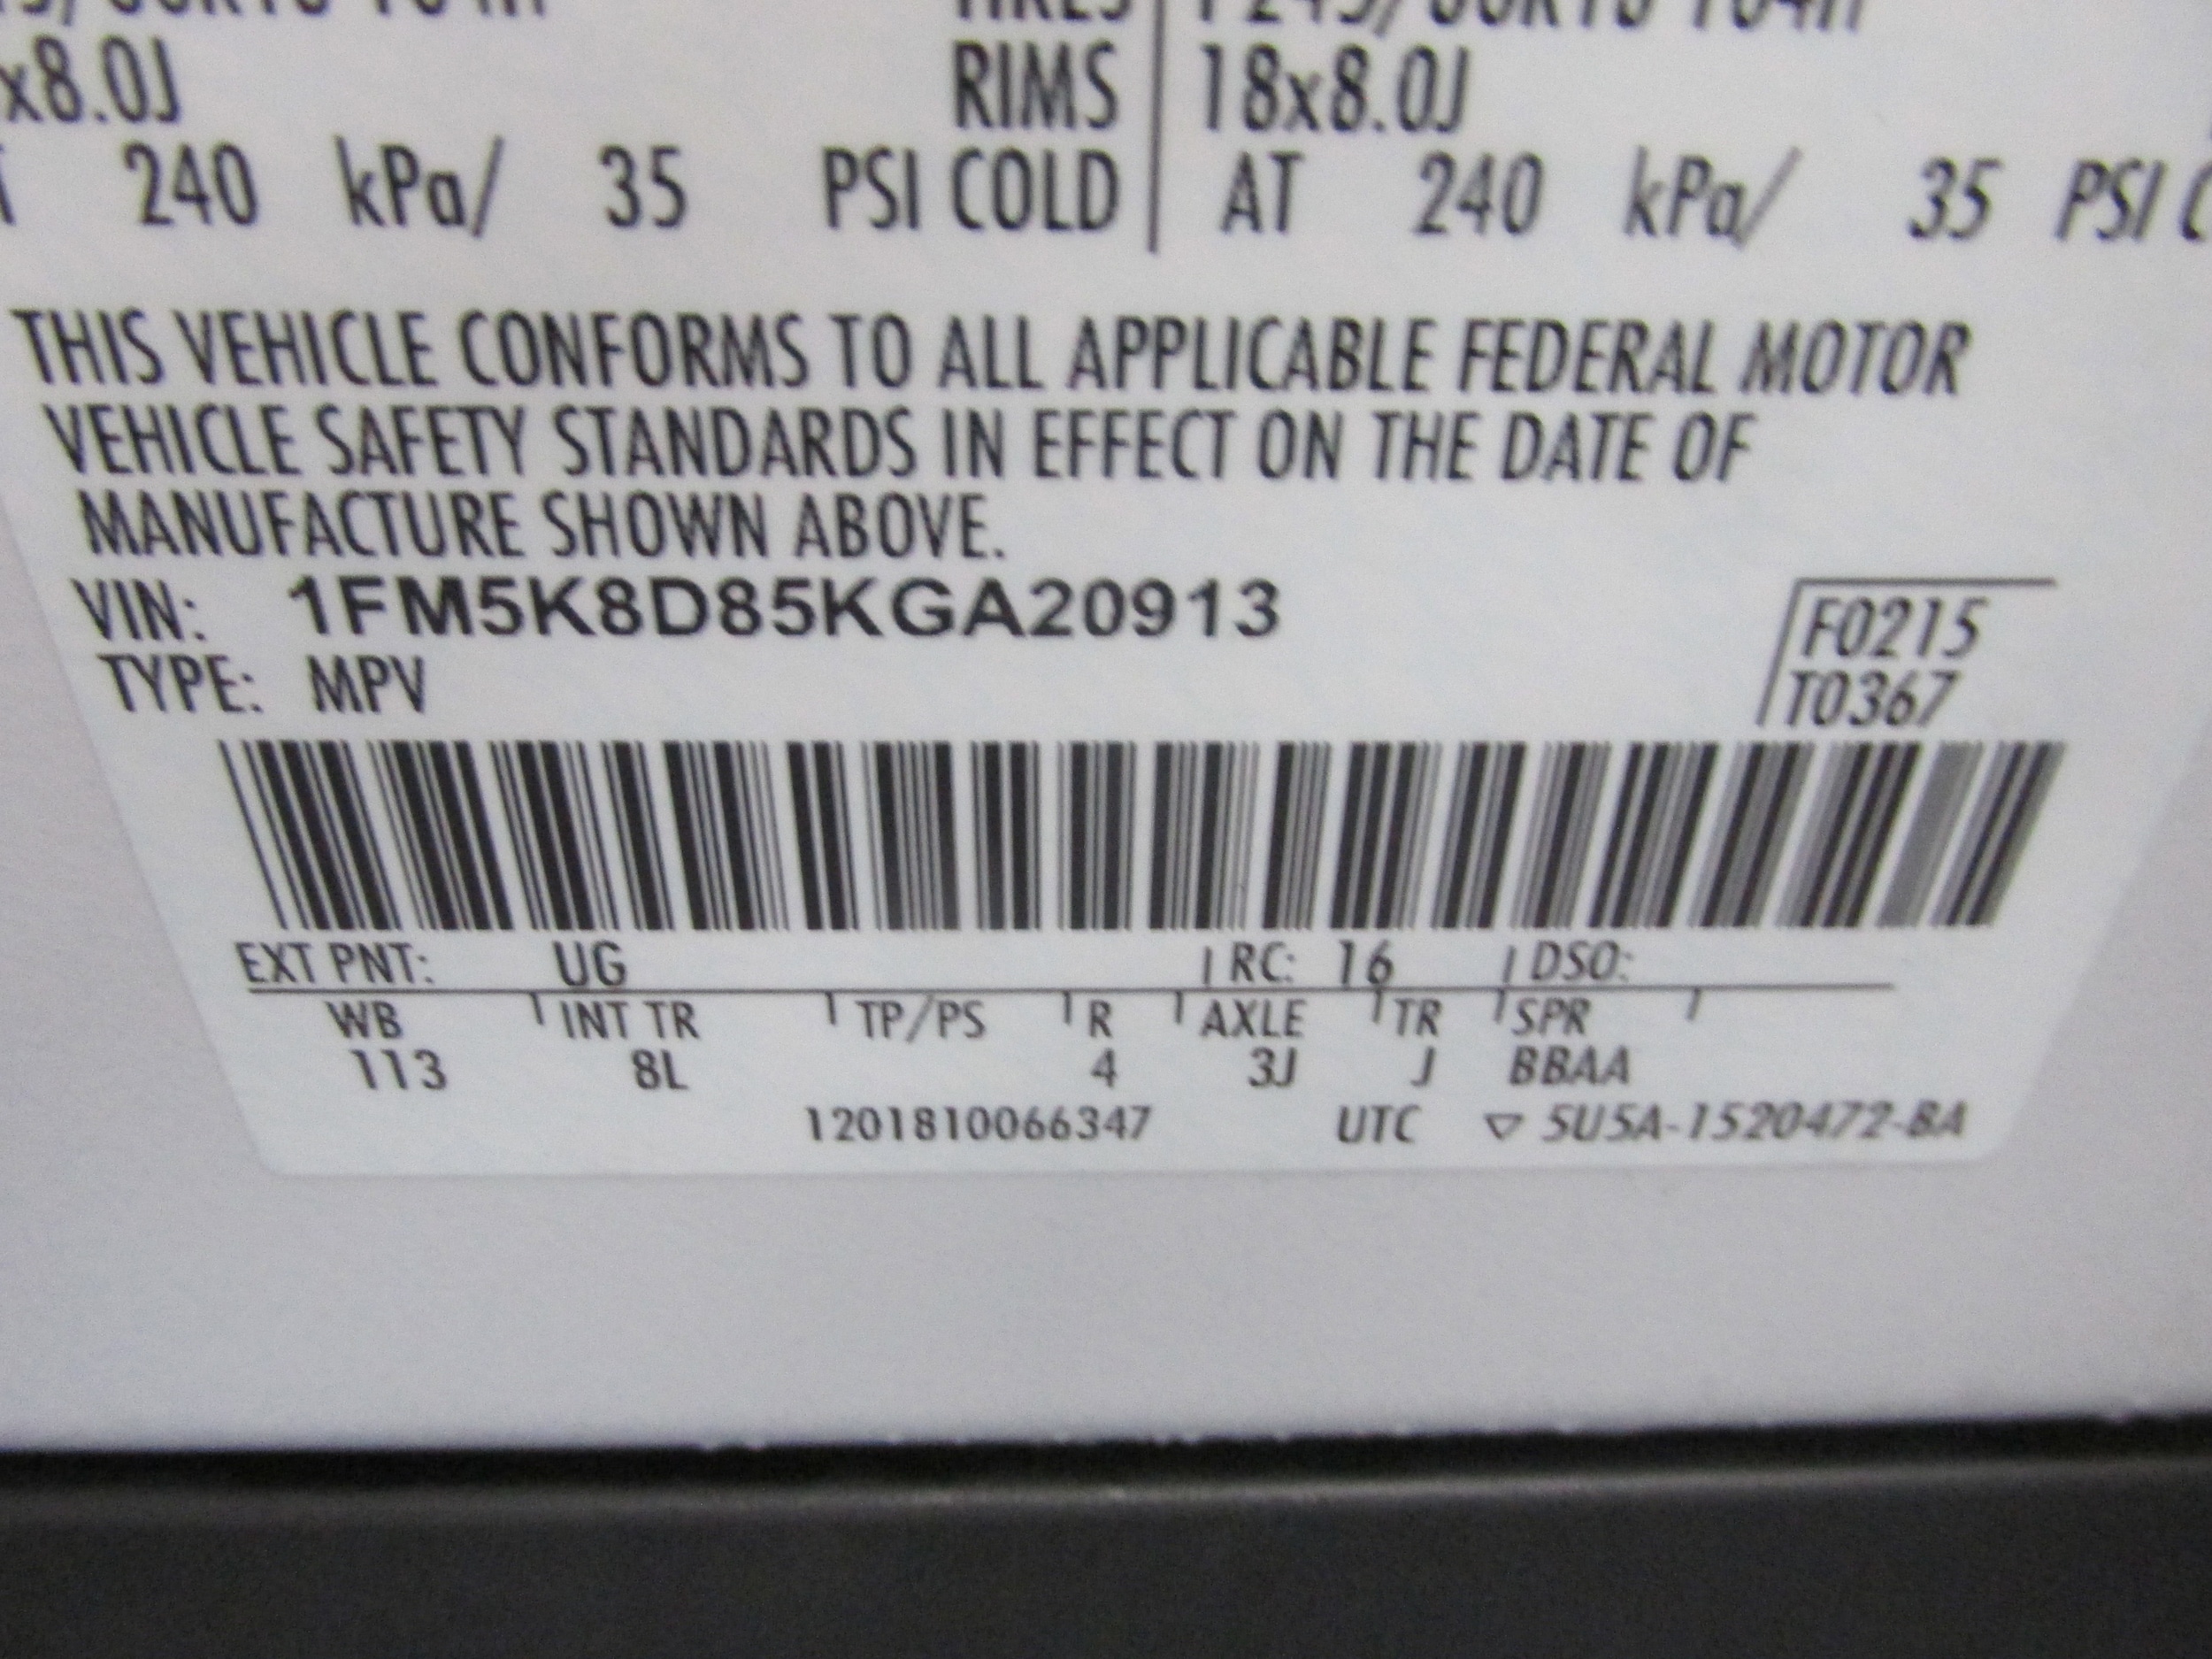 RIMS 18x8.0J
x8.0J
240 kPa/ 35 PSI COLD AT 240 kPa/ 35 PSI
THIS VEHICLE CONFORMS TO ALL APPLICABLE FEDERAL MOTOR
VEHICLE SAFETY STANDARDS IN EFFECT ON THE DATE OF
MANUFACTURE SHOWN ABOVE.
VIN: 1FM5K8D85KGA20913
F0215
TYPE: MPV
T0367
EXT PNT: UG RC: 16 DSO:
WB INT TR TP/PS R AXLE TR SPR
113 8L 4 3J J BBAA
1201810066347 UTC ▽ 5U5A-1520472-BA